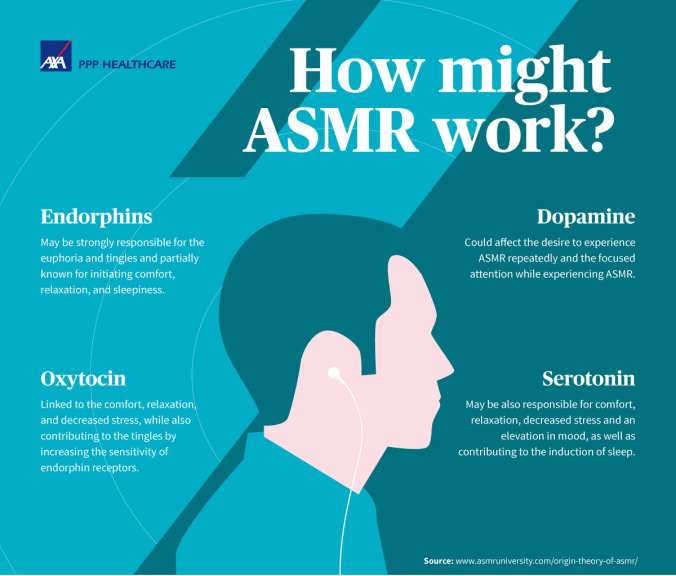 AXA PPP HEALTHCARE
How might
ASMR work?
Endorphins
May be strongly responsible for the
euphoria and tingles and partially
known for initiating comfort,
relaxation, and sleepiness.
Dopamine
Could affect the desire to experience
ASMR repeatedly and the focused
attention while experiencing ASMR.
Oxytocin
Linked to the comfort, relaxation,
and decreased stress, while also
contributing to the tingles by
increasing the sensitivity of
endorphin receptors.
Serotonin
May be also responsible for comfort,
relaxation, decreased stress and an
elevation in mood, as well as
contributing to the induction of sleep.
Source: www.asmruniversity.com/origin-theory-of-asmr/